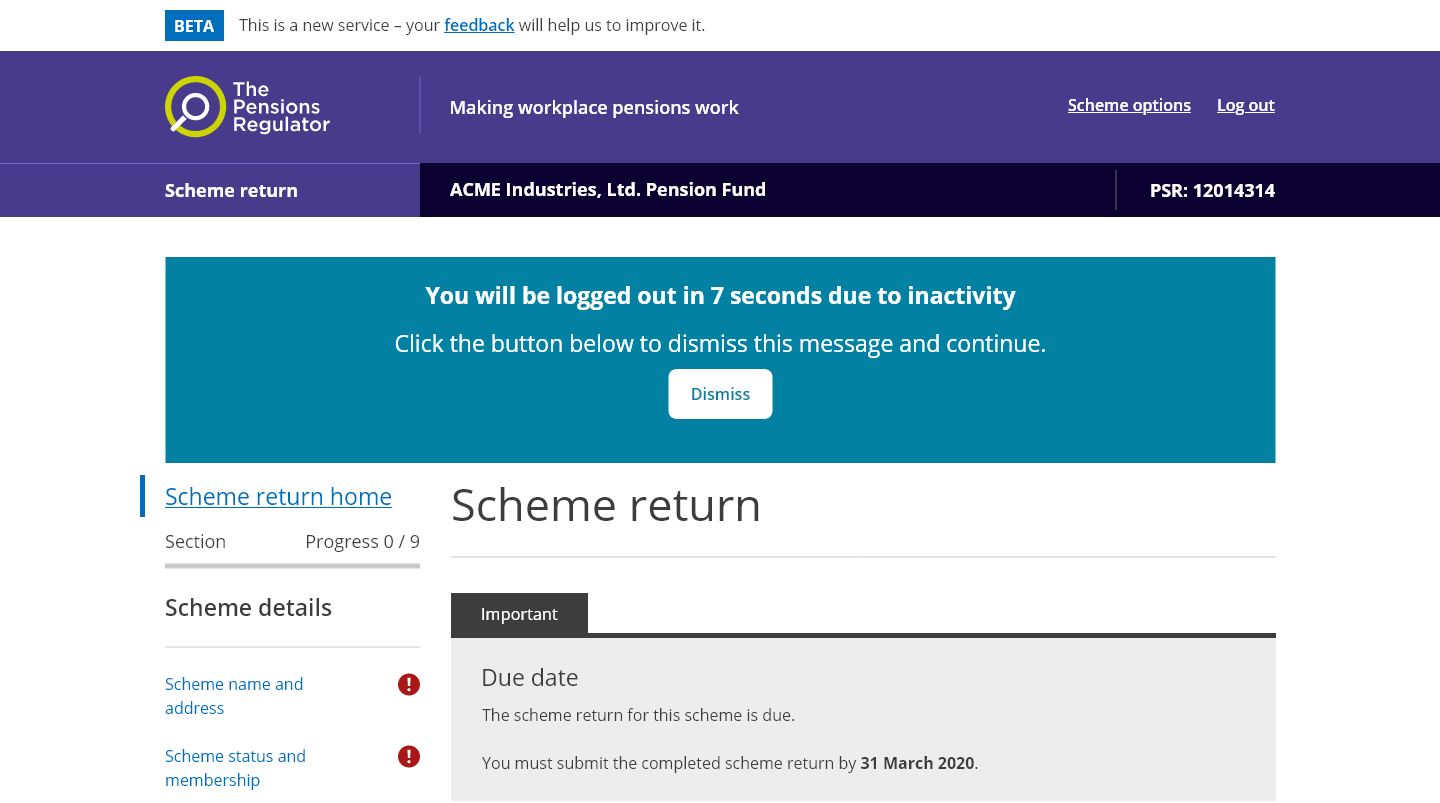 BETA This is a new service – your feedback will help us to improve it.
The
Pensions
Regulator
Making workplace pensions work
Scheme options Log out
Scheme return ACME Industries, Ltd. Pension Fund PSR: 12014314
You will be logged out in 7 seconds due to inactivity
Click the button below to dismiss this message and continue.
Dismiss
Scheme return home
Section Progress 0 / 9
Scheme details
Scheme name and
address
Scheme status and
membership
Scheme return
Important
Due date
The scheme return for this scheme is due.
You must submit the completed scheme return by 31 March 2020.